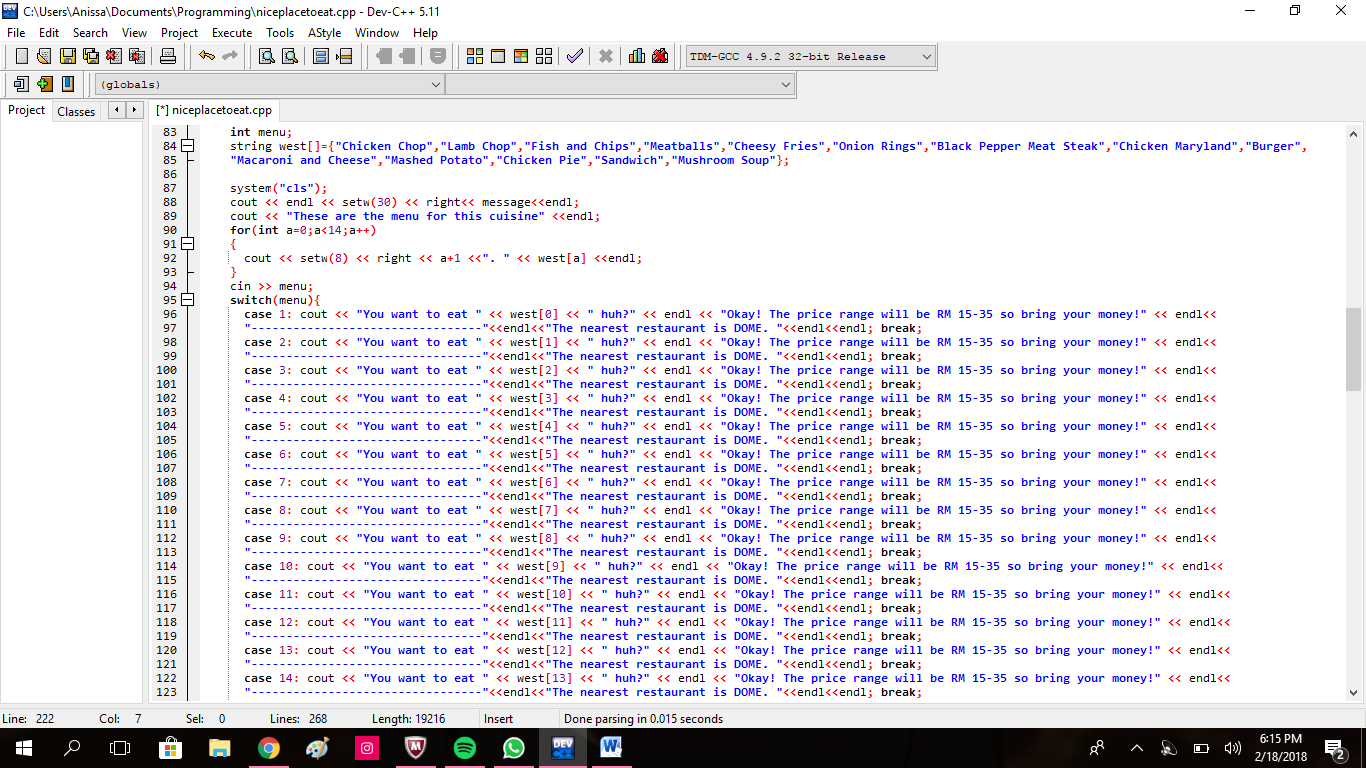 C:\Users\Anissa\Documents\Programming\niceplacetoeat.cpp - Dev-C++ 5.11
File Edit Search View Project Execute Tools AStyle Window Help
TDM-GCC 4.9.2 32-bit Release
(globals)
Project Classes [*] niceplacetoeat.cpp
83 int menu;
84 string west[]={"Chicken Chop","Lamb Chop","Fish and Chips","Meatballs","Cheesy Fries","Onion Rings","Black Pepper Meat Steak","Chicken Maryland","Burger",
85 "Macaroni and Cheese","Mashed Potato","Chicken Pie","Sandwich","Mushroom Soup"};
86
87 system("cls");
88 cout << endl << setw(30) << right<< message<<endl;
89 cout << "These are the menu for this cuisine" <<endl;
90 for(int a=0;a<14;a++)
91 {
92 cout << setw(8) << right << a+1 <<". " << west[a] <<endl;
93 }
94 cin >> menu;
95 switch(menu){
96 case 1: cout << "You want to eat " << west[0] << " huh?" << endl << "Okay! The price range will be RM 15-35 so bring your money!" << endl<<
97 "---------------------------------"<<endl<<"The nearest restaurant is DOME. "<<endl<<endl; break;
98 case 2: cout << "You want to eat " << west[1] << " huh?" << endl << "Okay! The price range will be RM 15-35 so bring your money!" << endl<<
99 "---------------------------------"<<endl<<"The nearest restaurant is DOME. "<<endl<<endl; break;
100 case 3: cout << "You want to eat " << west[2] << " huh?" << endl << "Okay! The price range will be RM 15-35 so bring your money!" << endl<<
101 "---------------------------------"<<endl<<"The nearest restaurant is DOME. "<<endl<<endl; break;
102 case 4: cout << "You want to eat " << west[3] << " huh?" << endl << "Okay! The price range will be RM 15-35 so bring your money!" << endl<<
103 "---------------------------------"<<endl<<"The nearest restaurant is DOME. "<<endl<<endl; break;
104 case 5: cout << "You want to eat " << west[4] << " huh?" << endl << "Okay! The price range will be RM 15-35 so bring your money!" << endl<<
105 "---------------------------------"<<endl<<"The nearest restaurant is DOME. "<<endl<<endl; break;
106 case 6: cout << "You want to eat " << west[5] << " huh?" << endl << "Okay! The price range will be RM 15-35 so bring your money!" << endl<<
107 "---------------------------------"<<endl<<"The nearest restaurant is DOME. "<<endl<<endl; break;
108 case 7: cout << "You want to eat " << west[6] << " huh?" << endl << "Okay! The price range will be RM 15-35 so bring your money!" << endl<<
109 "---------------------------------"<<endl<<"The nearest restaurant is DOME. "<<endl<<endl; break;
110 case 8: cout << "You want to eat " << west[7] << " huh?" << endl << "Okay! The price range will be RM 15-35 so bring your money!" << endl<<
111 "---------------------------------"<<endl<<"The nearest restaurant is DOME. "<<endl<<endl; break;
112 case 9: cout << "You want to eat " << west[8] << " huh?" << endl << "Okay! The price range will be RM 15-35 so bring your money!" << endl<<
113 "---------------------------------"<<endl<<"The nearest restaurant is DOME. "<<endl<<endl; break;
114 case 10: cout << "You want to eat " << west[9] << " huh?" << endl << "Okay! The price range will be RM 15-35 so bring your money!" << endl<<
115 "---------------------------------"<<endl<<"The nearest restaurant is DOME. "<<endl<<endl; break;
116 case 11: cout << "You want to eat " << west[10] << " huh?" << endl << "Okay! The price range will be RM 15-35 so bring your money!" << endl<<
117 "---------------------------------"<<endl<<"The nearest restaurant is DOME. "<<endl<<endl; break;
118 case 12: cout << "You want to eat " << west[11] << " huh?" << endl << "Okay! The price range will be RM 15-35 so bring your money!" << endl<<
119 "---------------------------------"<<endl<<"The nearest restaurant is DOME. "<<endl<<endl; break;
120 case 13: cout << "You want to eat " << west[12] << " huh?" << endl << "Okay! The price range will be RM 15-35 so bring your money!" << endl<<
121 "---------------------------------"<<endl<<"The nearest restaurant is DOME. "<<endl<<endl; break;
122 case 14: cout << "You want to eat " << west[13] << " huh?" << endl << "Okay! The price range will be RM 15-35 so bring your money!" << endl<<
123 "---------------------------------"<<endl<<"The nearest restaurant is DOME. "<<endl<<endl; break;
Line: 222 Col: 7 Sel: 0 Lines: 268 Length: 19216 Insert Done parsing in 0.015 seconds
DEV
6:15 PM
2/18/2018
2